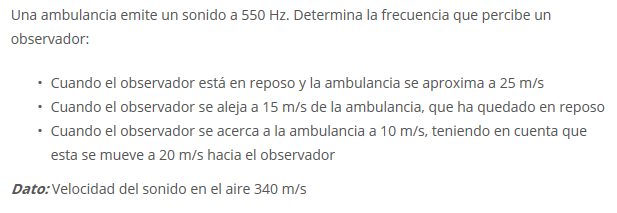 Una ambulancia emite un sonido a 550 Hz. Determina la frecuencia que percibe un
observador:
• Cuando el observador está en reposo y la ambulancia se aproxima a 25 m/s
• Cuando el observador se aleja a 15 m/s de la ambulancia, que ha quedado en reposo
• Cuando el observador se acerca a la ambulancia a 10 m/s, teniendo en cuenta que
esta se mueve a 20 m/s hacia el observador
Dato: Velocidad del sonido en el aire 340 m/s